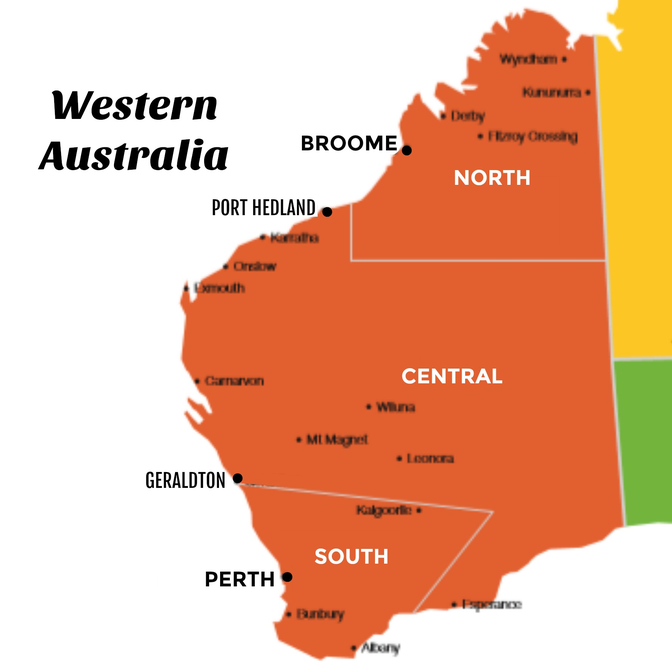 Western
Australia
Wyndham
Kununurra
Derby
BROOME
Fitzroy Crossing
NORTH
PORT HEDLAND
Karratha
Onslow
Exmouth
CENTRAL
Carnarvon
Wiluna
Mt Magnet
Leonora
GERALDTON
Kalgoorlie
SOUTH
PERTH
Esperance
Bunbury
Albany